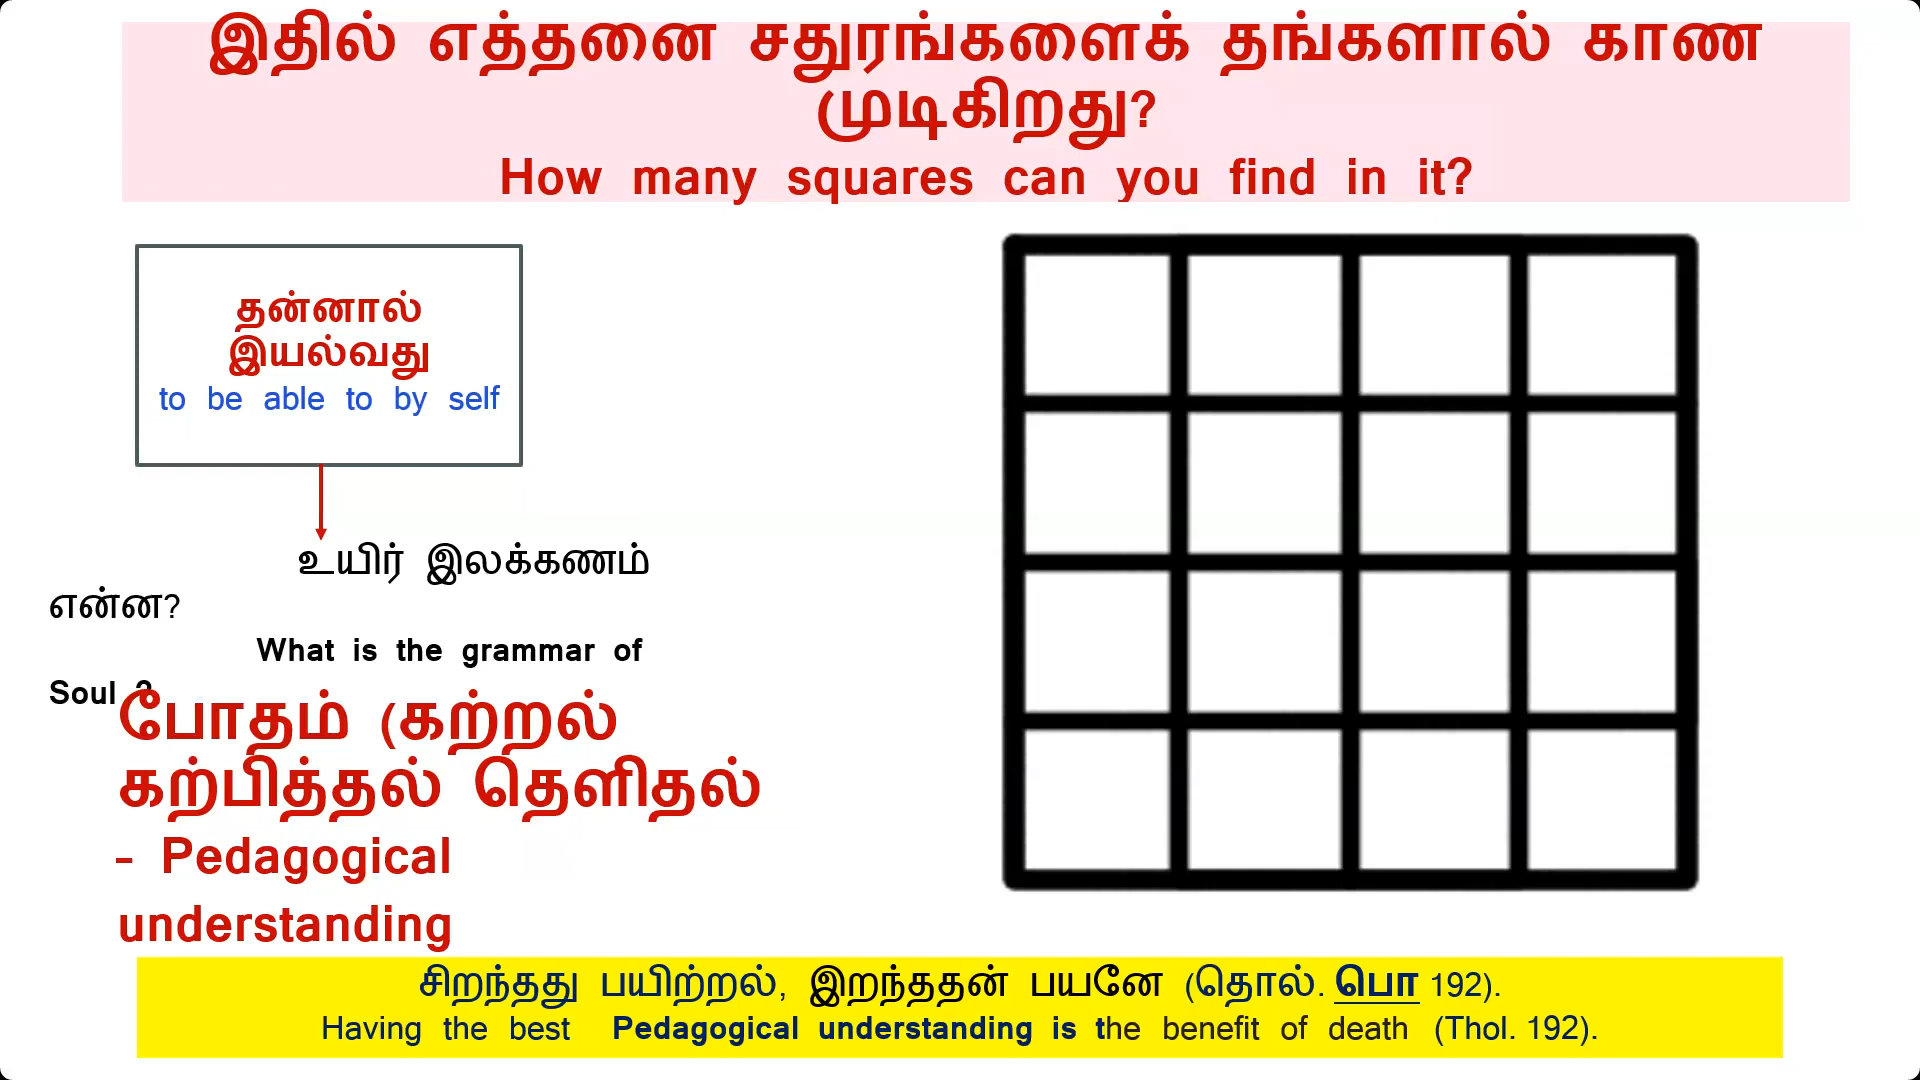 இதில் எத்தனை சதுரங்களைக் தங்களால் காண
முடிகிறது?
How many squares can you find in it?
தன்னால்
இயல்வது
to be able to by self
உயிர் இலக்கணம்
என்ன?
What is the grammar of
Soul ?
போதம் (கற்றல்
கற்பித்தல் தெளிதல்
- Pedagogical
understanding
சிறந்தது பயிற்றல், இறந்ததன் பயனே (தொல். பொ 192).
Having the best Pedagogical understanding is the benefit of death (Thol. 192).